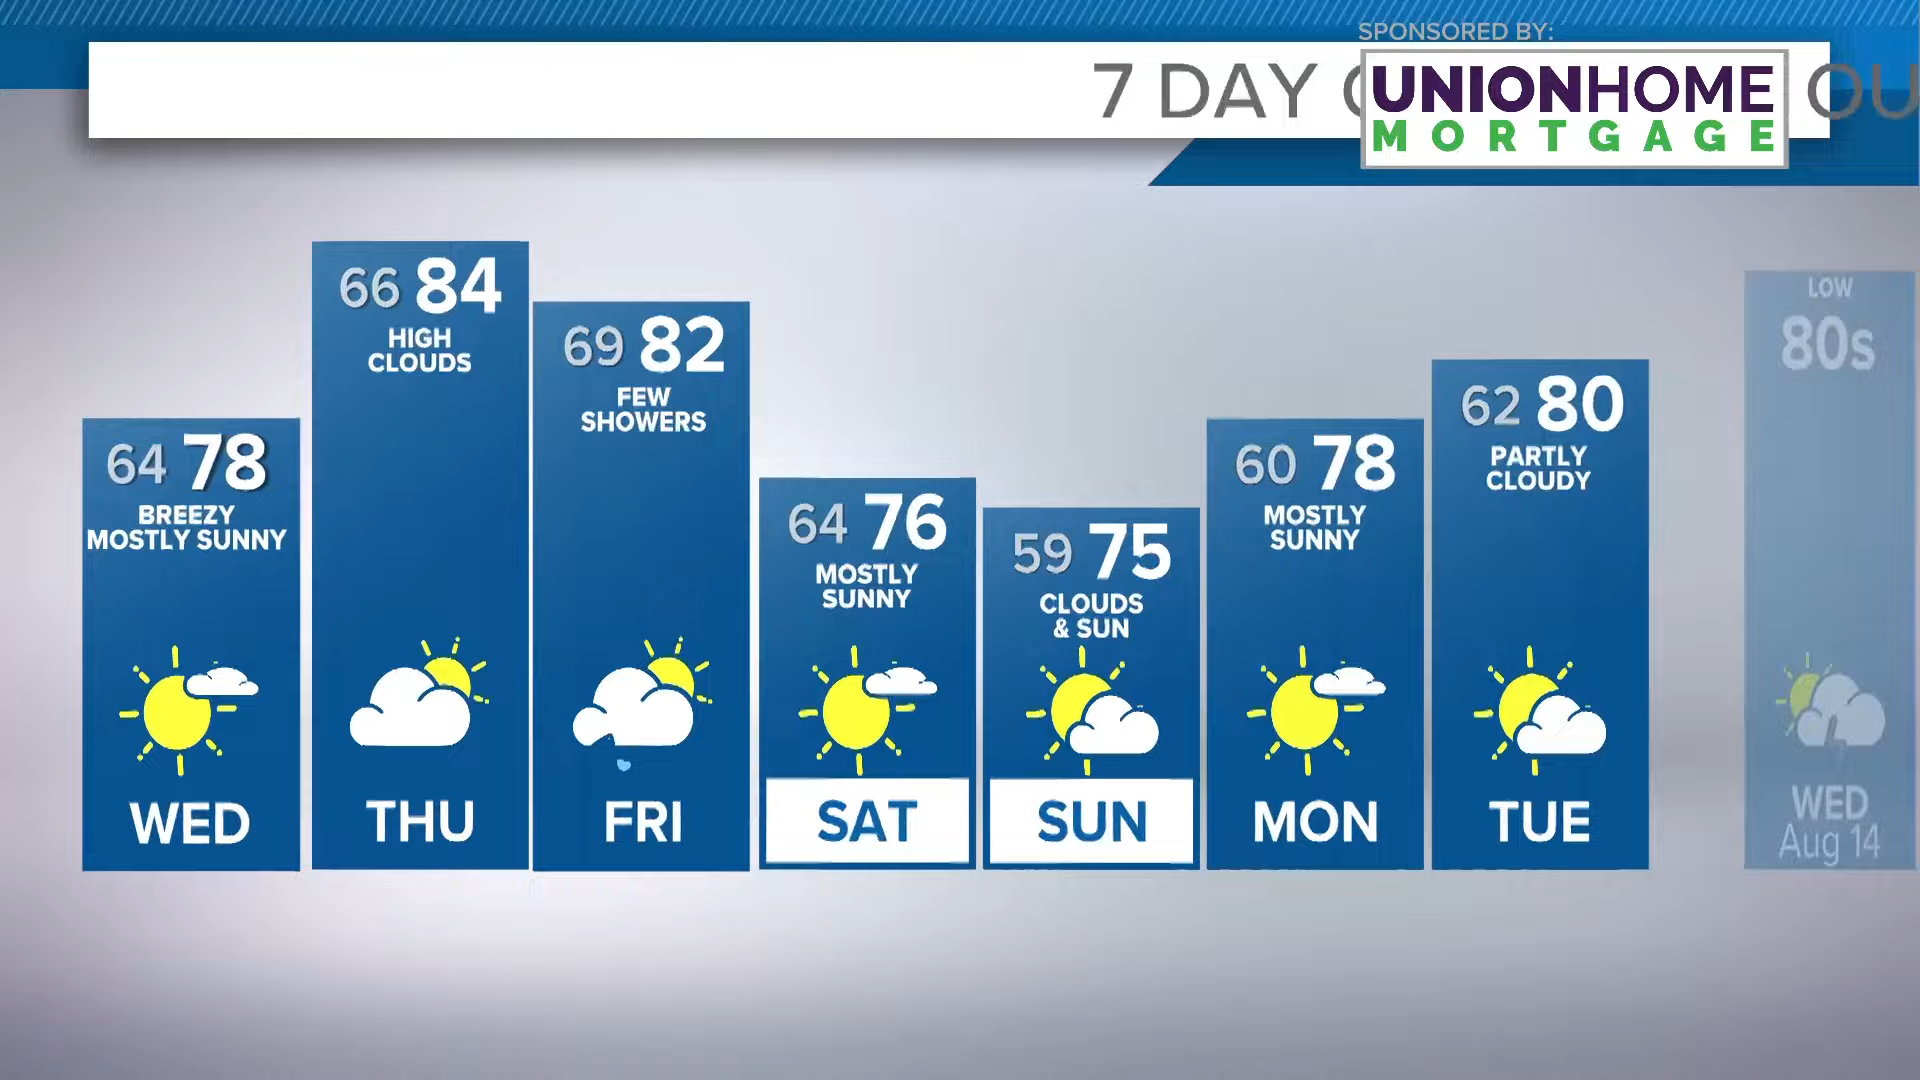 SPONSORED BY:
7 DAY
UNIONHOME
MORTGAGE
OU
64 78
BREEZY
MOSTLY SUNNY
WED
66 84
HIGH
CLOUDS
THU
69 82
FEW
SHOWERS
FRI
64 76
MOSTLY
SUNNY
SAT
59 75
CLOUDS
& SUN
SUN
60 78
MOSTLY
SUNNY
MON
62 80
PARTLY
CLOUDY
TUE
LOW
80s
WED
Aug 14